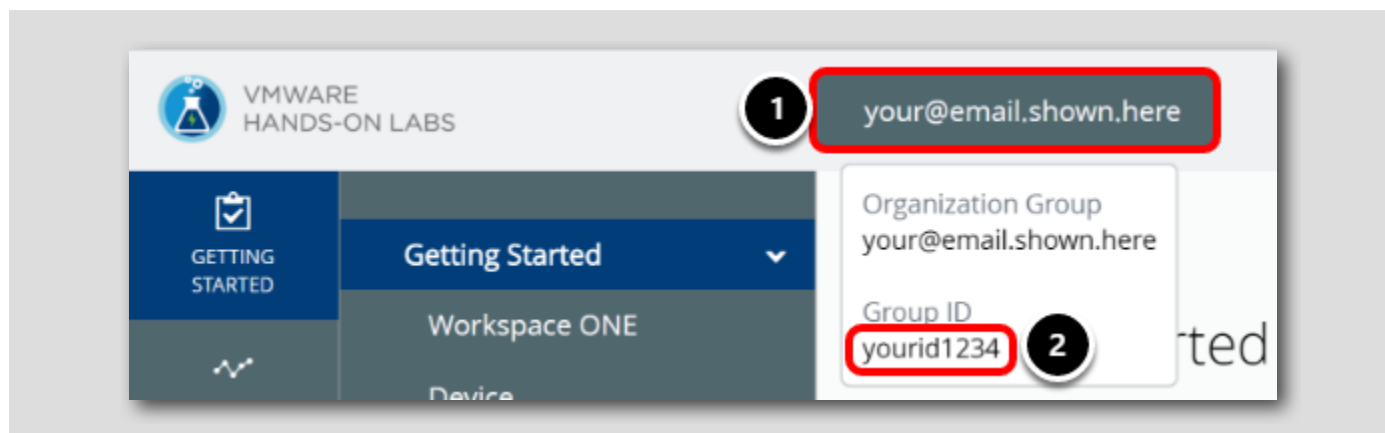 VMWARE
HANDS-ON LABS
1
your@email.shown.here
GETTING
STARTED
Getting Started
Workspace ONE
Device
Organization Group
your@email.shown.here
Group ID
yourid1234
2
rted